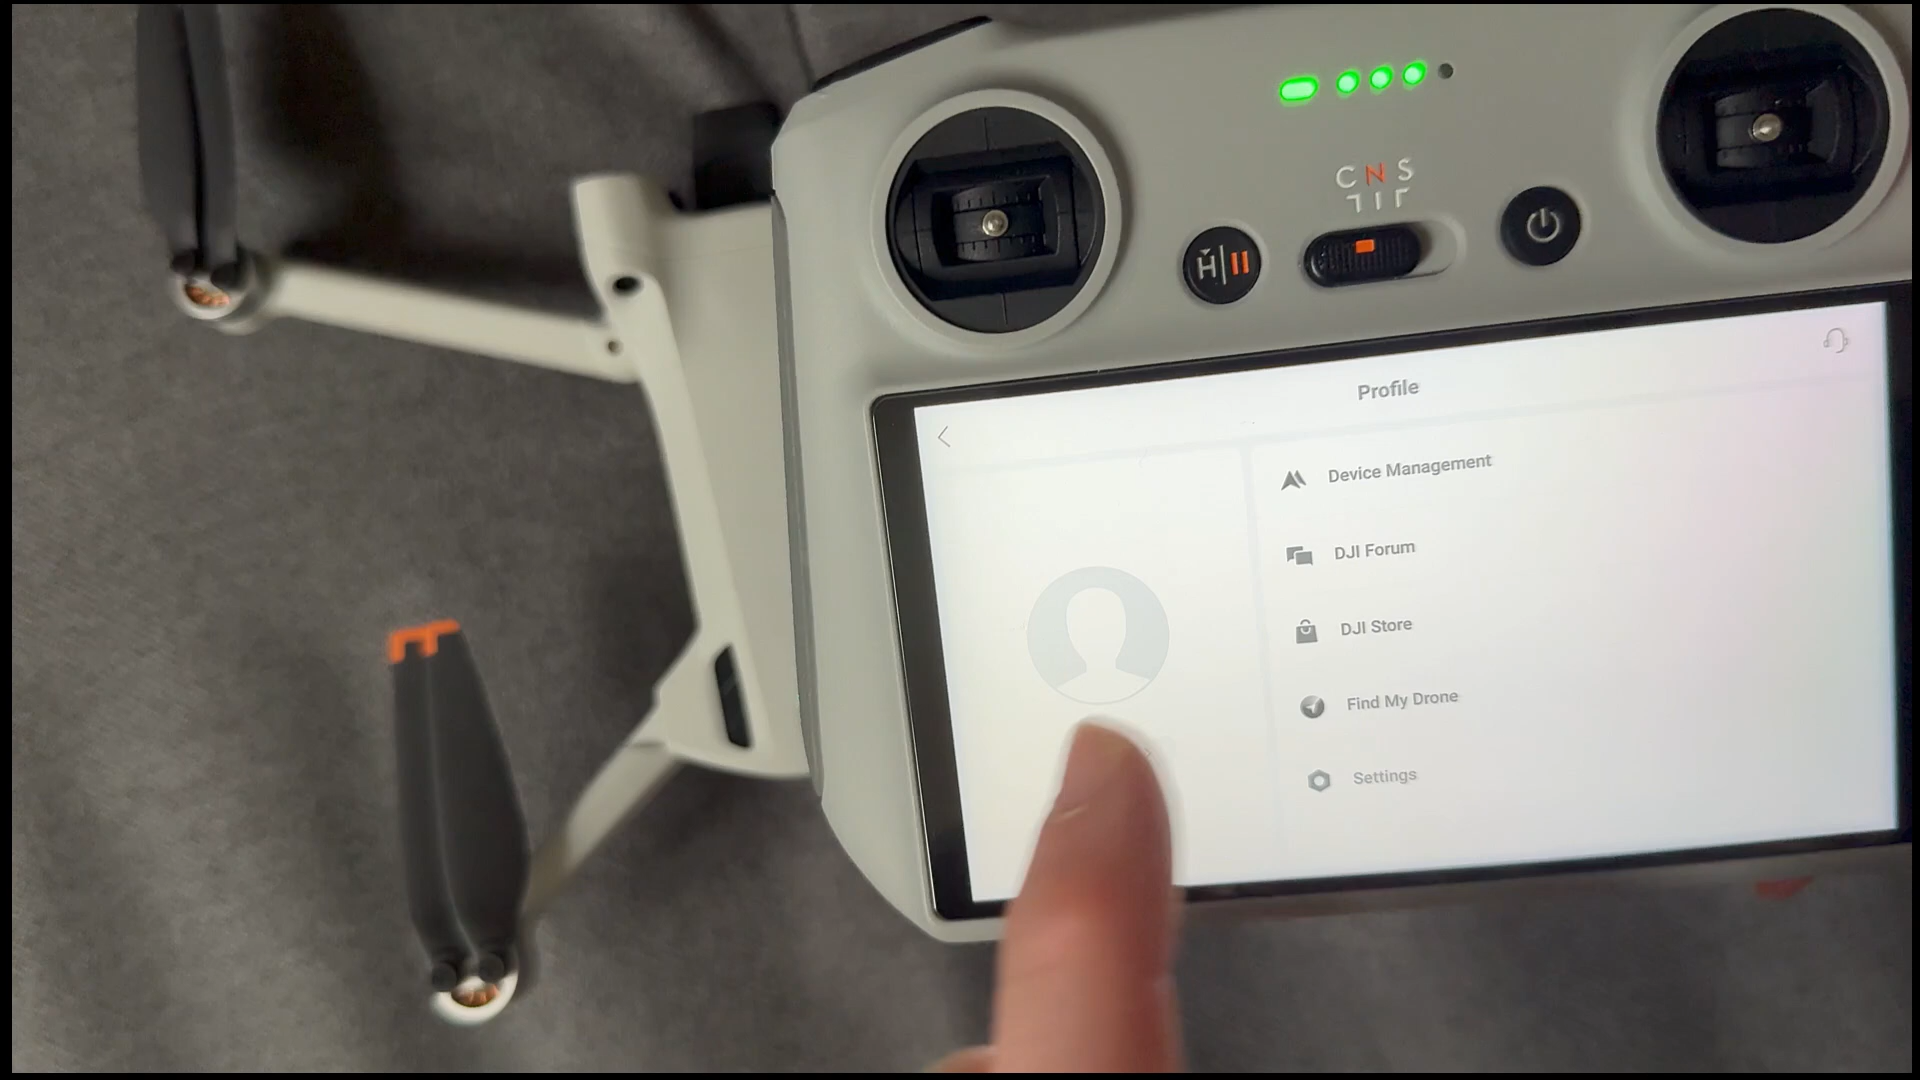 C N S
H
Profile
Device Management
DJI Forum
DJI Store
Find My Drone
Settings